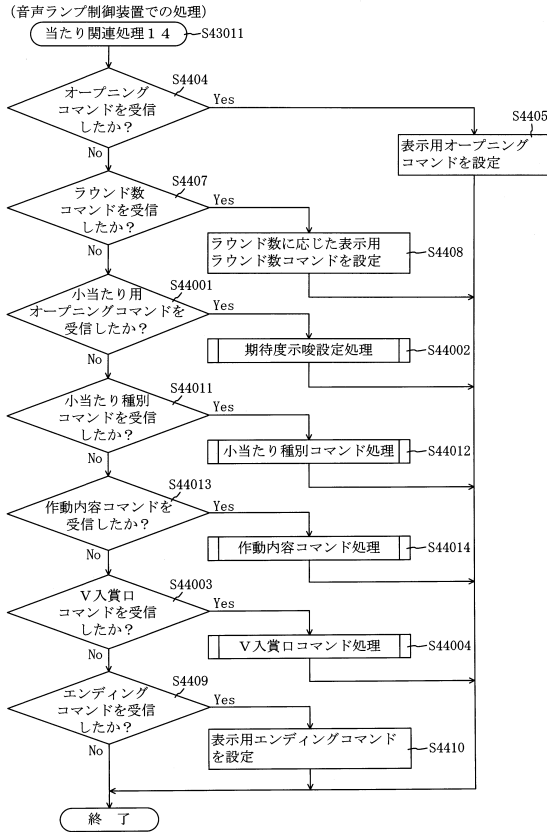 (音声ランプ制御装置での処理)
当たり関連処理14
S43011
S4404
オープニング
コマンドを受信
したか?
Yes
No
S4405
表示用オープニング
コマンドを設定
S4407
ラウンド数
コマンドを受信
したか?
Yes
No
ラウンド数に応じた表示用
ラウンド数コマンドを設定
S4408
S44001
小当たり用
オープニングコマンドを
受信したか?
Yes
No
期待度示唆設定処理
S44002
S44011
小当たり種別
コマンドを受信
したか?
Yes
No
小当たり種別コマンド処理
S44012
S44013
作動内容コマンドを
受信したか?
Yes
No
作動内容コマンド処理
S44014
S44003
V入賞口
コマンドを受信
したか?
Yes
No
V入賞口コマンド処理
S44004
S4409
エンディング
コマンドを受信
したか?
Yes
No
表示用エンディングコマンド
を設定
S4410
終 了